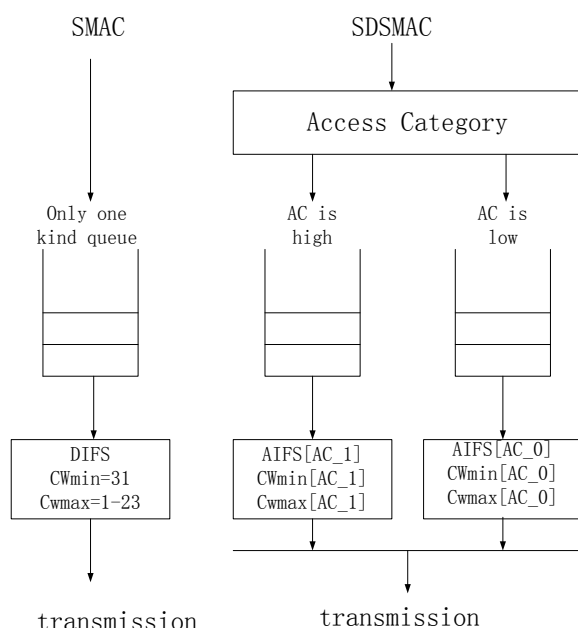 SMAC
SDSMAC
Access Category
Only one
kind queue
AC is
high
AC is
low
DIFS
CWmin=31
Cwmax=1-23
AIFS[AC_1]
CWmin[AC_1]
Cwmax[AC_1]
AIFS[AC_0]
CWmin[AC_0]
Cwmax[AC_0]
transmission
transmission